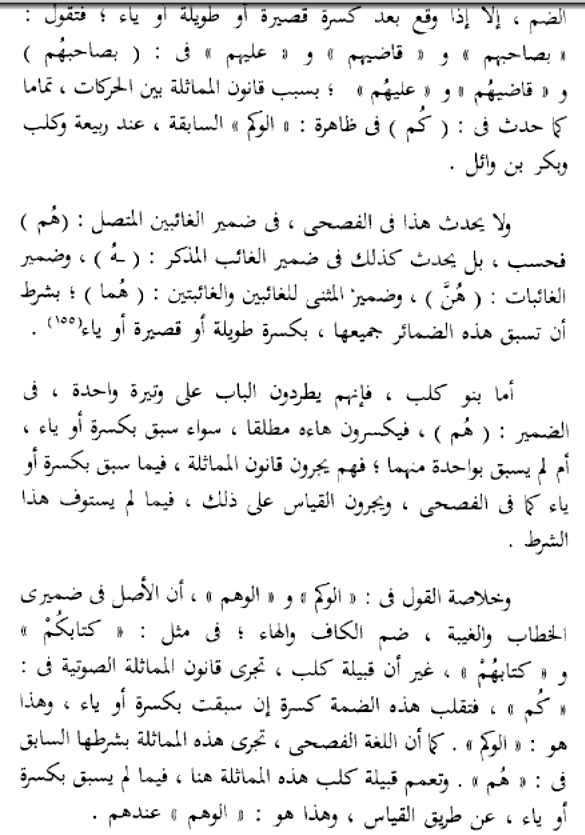 الضم ، إلا إذا وقع بعد كسرة قصيرة أو طويلة أو ياء ؛ فتقول :
« بصاحبهم » و « قاضيهم » و « عليهم » فى : ( بصاحبهُم )
و « قاضيهُم » و « عليهُم » ؛ بسبب قانون المماثلة بين الحركات ، تماما
كما حدث فى : ( كُم ) فى ظاهرة : « الوكم » السابقة ، عند ربيعة وكلب
وبكر بن وائل .
ولا يحدث هذا فى الفصحى ، فى ضمير الغائبين المتصل : ( هُم )
فحسب ، بل يحدث كذلك فى ضمير الغائب المذكر : ( ـهُ ) ، وضمير
الغائبات : ( هُنَّ ) ، وضمير المثنى للغائبين والغائبتين : ( هُما ) ؛ بشرط
أن تسبق هذه الضمائر جميعها ، بكسرة طويلة أو قصيرة أو ياء(١٥٥) .
أما بنو كلب ، فإنهم يطردون الباب على وتيرة واحدة ، فى
الضمير : ( هُم ) ، فيكسرون هاءه مطلقا ، سواء سبق بكسرة أو ياء ،
أم لم يسبق بواحدة منهما ؛ فهم يجرون قانون المماثلة ، فيما سبق بكسرة أو
ياء كما فى الفصحى ، ويجرون القياس على ذلك ، فيما لم يستوف هذا
الشرط .
وخلاصة القول فى : « الوكم » و « الوهم » ، أن الأصل فى ضميرى
الخطاب والغيبة ، ضم الكاف والهاء ؛ فى مثل : « كتابكُمْ »
و « كتابهُمْ » ، غير أن قبيلة كلب ، تجرى قانون المماثلة الصوتية فى :
« كُم » ، فتقلب هذه الضمة كسرة إن سبقت بكسرة أو ياء ، وهذا
هو : « الوكم » . كما أن اللغة الفصحى ، تجرى هذه المماثلة بشرطها السابق
فى : « هُم » . وتعمم قبيلة كلب هذه المماثلة هنا ، فيما لم يسبق بكسرة
أو ياء ، عن طريق القياس ، وهذا هو : « الوهم » عندهم .